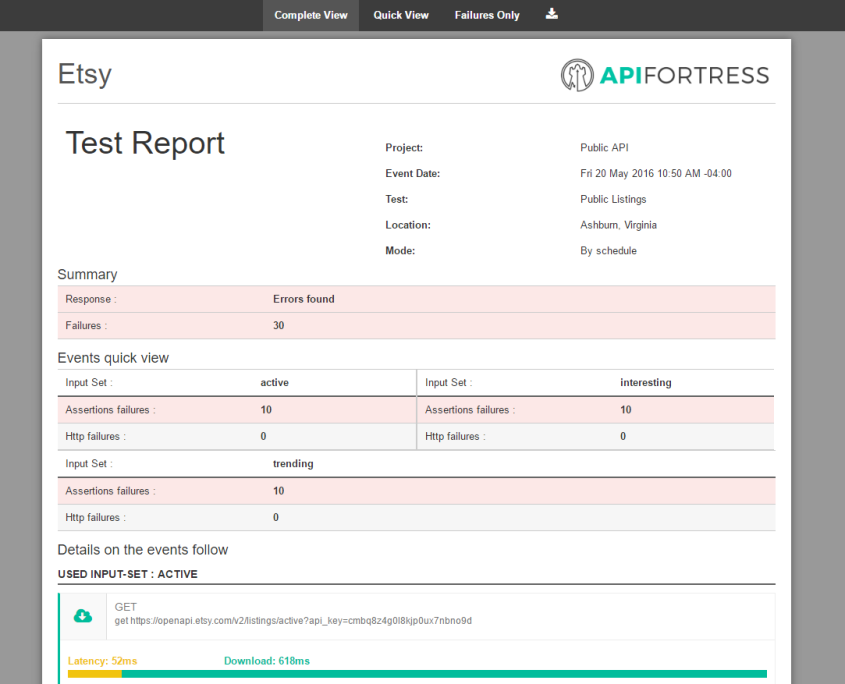 Complete View Quick View Failures Only
Etsy
APIFORTRESS
Test Report
Project: Public API
Event Date: Fri 20 May 2016 10:50 AM -04:00
Test: Public Listings
Location: Ashburn, Virginia
Mode: By schedule
Summary
Response : Errors found
Failures : 30
Events quick view
Input Set : active Input Set : interesting
Assertions failures : 10 Assertions failures : 10
Http failures : 0 Http failures : 0
Input Set : trending
Assertions failures : 10
Http failures : 0
Details on the events follow
USED INPUT-SET : ACTIVE
GET
get https://openapi.etsy.com/v2/listings/active?api_key=cmbq8z4g0l8kjp0ux7nbno9d
Latency: 52ms Download: 618ms